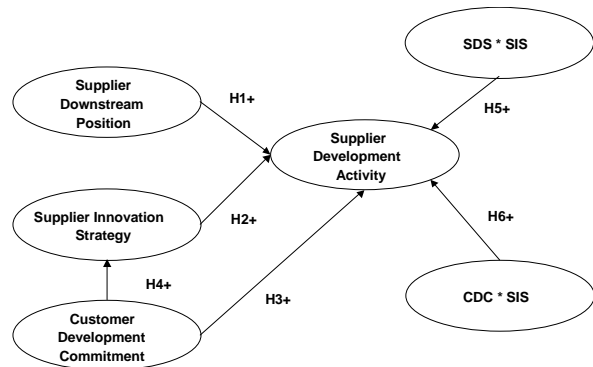 SDS * SIS
Supplier
Downstream
Position
H1+
H5+
Supplier
Development
Activity
Supplier Innovation
Strategy
H2+
H6+
H4+
H3+
CDC * SIS
Customer
Development
Commitment